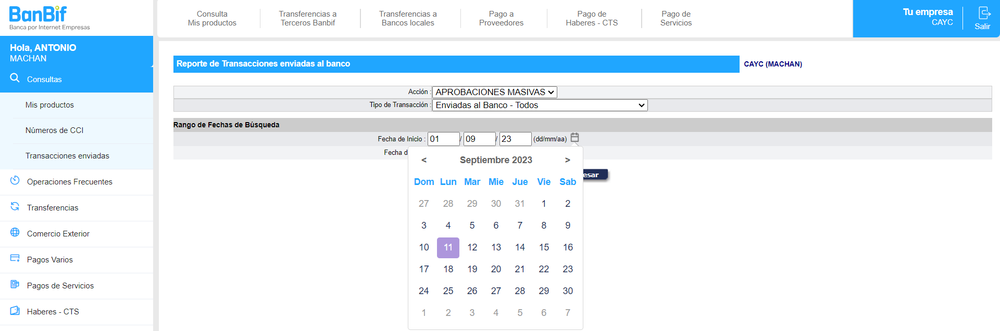 BanBif
Banca por Internet Empresas
Consulta
Mis productos
Transferencias a
Terceros Banbif
Transferencias a
Bancos locales
Pago a
Proveedores
Pago de
Haberes - CTS
Pago de
Servicios
Tu empresa
CAYC
Salir
Hola, ANTONIO
MACHAN
Consultas
Mis productos
Números de CCI
Transacciones enviadas
Operaciones Frecuentes
Transferencias
Comercio Exterior
Pagos Varios
Pagos de Servicios
Haberes - CTS
Reporte de Transacciones enviadas al banco
CAYC (MACHAN)
Acción : APROBACIONES MASIVAS
Tipo de Transacción : Enviadas al Banco - Todos
Rango de Fechas de Búsqueda
Fecha de Inicio : 01 / 09 / 23 (dd/mm/aa)
Fecha d
esar
< Septiembre 2023 >
Dom Lun Mar Mie Jue Vie Sab
27 28 29 30 31 1 2
3 4 5 6 7 8 9
10 11 12 13 14 15 16
17 18 19 20 21 22 23
24 25 26 27 28 29 30
1 2 3 4 5 6 7